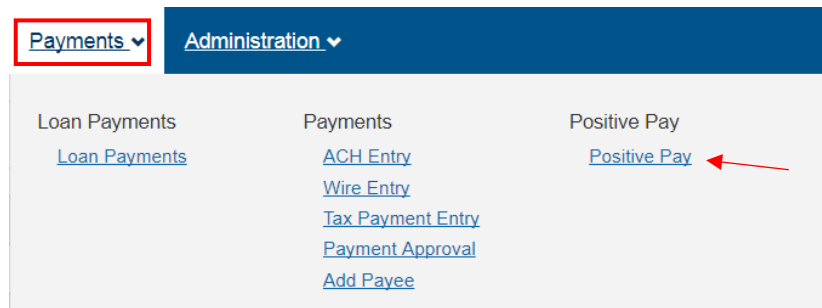 Payments Administration
Loan Payments Payments Positive Pay
Loan Payments ACH Entry Positive Pay
Wire Entry
Tax Payment Entry
Payment Approval
Add Payee